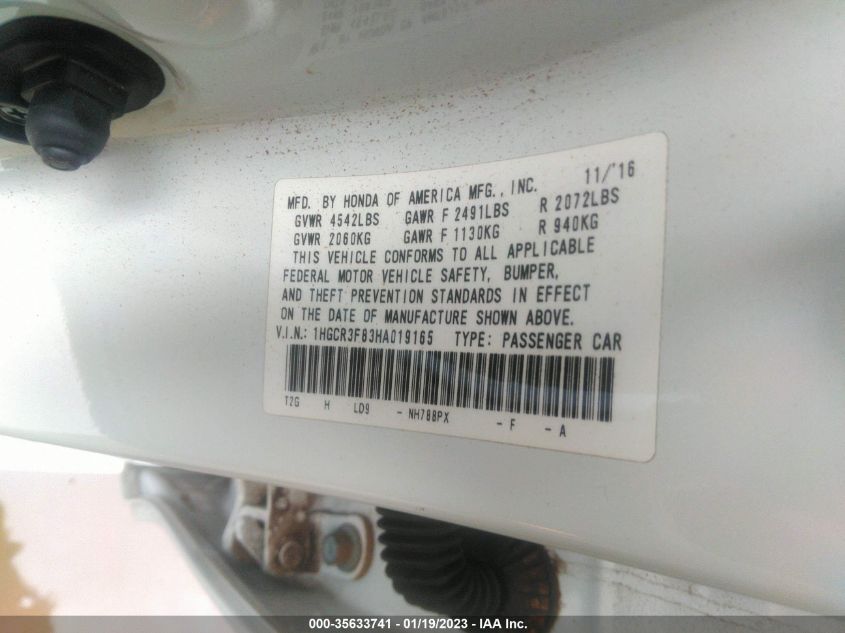 MFD. BY HONDA OF AMERICA MFG., INC. 11/'16
GVWR 4542LBS GAWR F 2491LBS R 2072LBS
GVWR 2060KG GAWR F 1130KG R 940KG
THIS VEHICLE CONFORMS TO ALL APPLICABLE
FEDERAL MOTOR VEHICLE SAFETY, BUMPER,
AND THEFT PREVENTION STANDARDS IN EFFECT
ON THE DATE OF MANUFACTURE SHOWN ABOVE.
V.I.N.: 1HGCR3F83HA019165 TYPE: PASSENGER CAR
T2G H LD9 - NH788PX - F - A
000-35633741 - 01/19/2023 - IAA Inc.